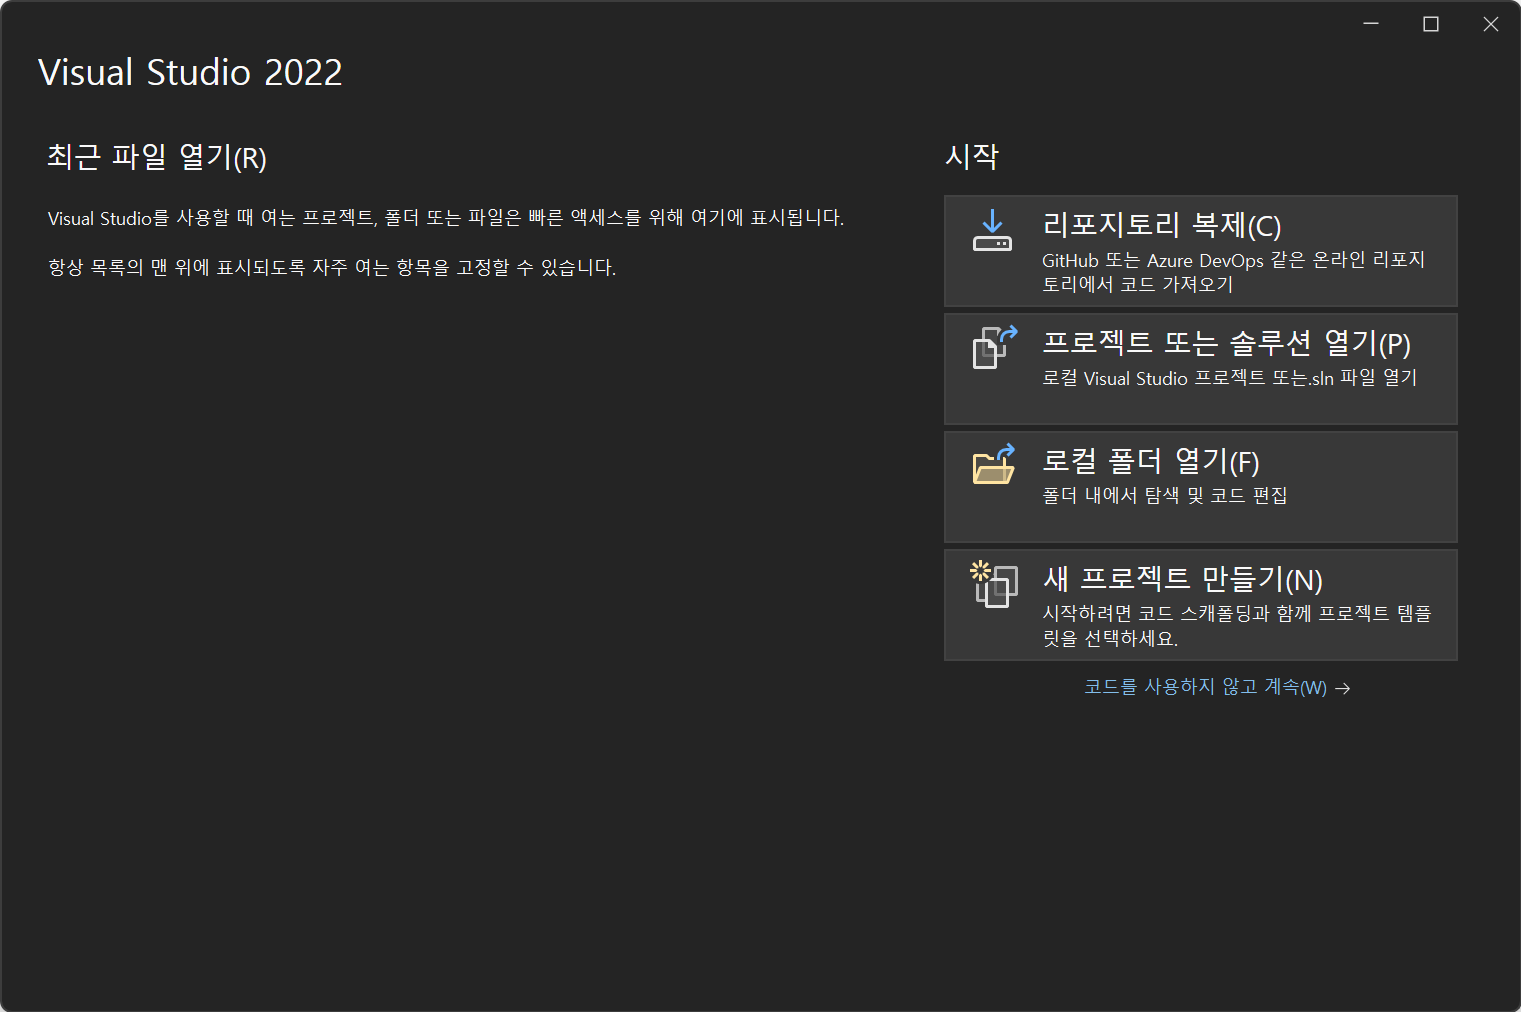 Visual Studio 2022
최근 파일 열기(R)
Visual Studio를 사용할 때 여는 프로젝트, 폴더 또는 파일은 빠른 액세스를 위해 여기에 표시됩니다.
항상 목록의 맨 위에 표시되도록 자주 여는 항목을 고정할 수 있습니다.
시작
리포지토리 복제(C)
GitHub 또는 Azure DevOps 같은 온라인 리포지
토리에서 코드 가져오기
프로젝트 또는 솔루션 열기(P)
로컬 Visual Studio 프로젝트 또는.sln 파일 열기
로컬 폴더 열기(F)
폴더 내에서 탐색 및 코드 편집
새 프로젝트 만들기(N)
시작하려면 코드 스캐폴딩과 함께 프로젝트 템플
릿을 선택하세요.
코드를 사용하지 않고 계속(W) →